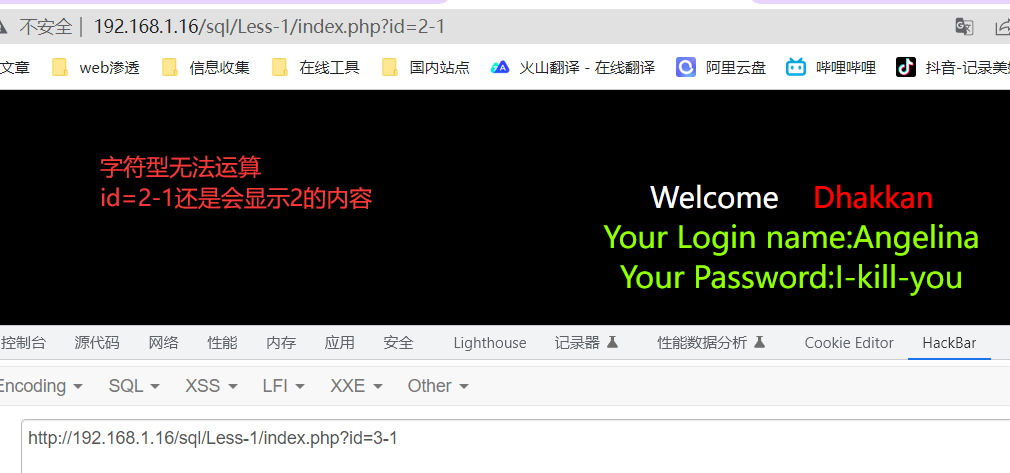 不安全 | 192.168.1.16/sql/Less-1/index.php?id=2-1
文章 web渗透 信息收集 在线工具 国内站点 火山翻译 - 在线翻译 阿里云盘 哔哩哔哩 抖音-记录美
字符型无法运算
id=2-1还是会显示2的内容
Welcome Dhakkan
Your Login name:Angelina
Your Password:I-kill-you
控制台 源代码 网络 性能 内存 应用 安全 Lighthouse 记录器 性能数据分析 Cookie Editor HackBar
Encoding SQL XSS LFI XXE Other
http://192.168.1.16/sql/Less-1/index.php?id=3-1